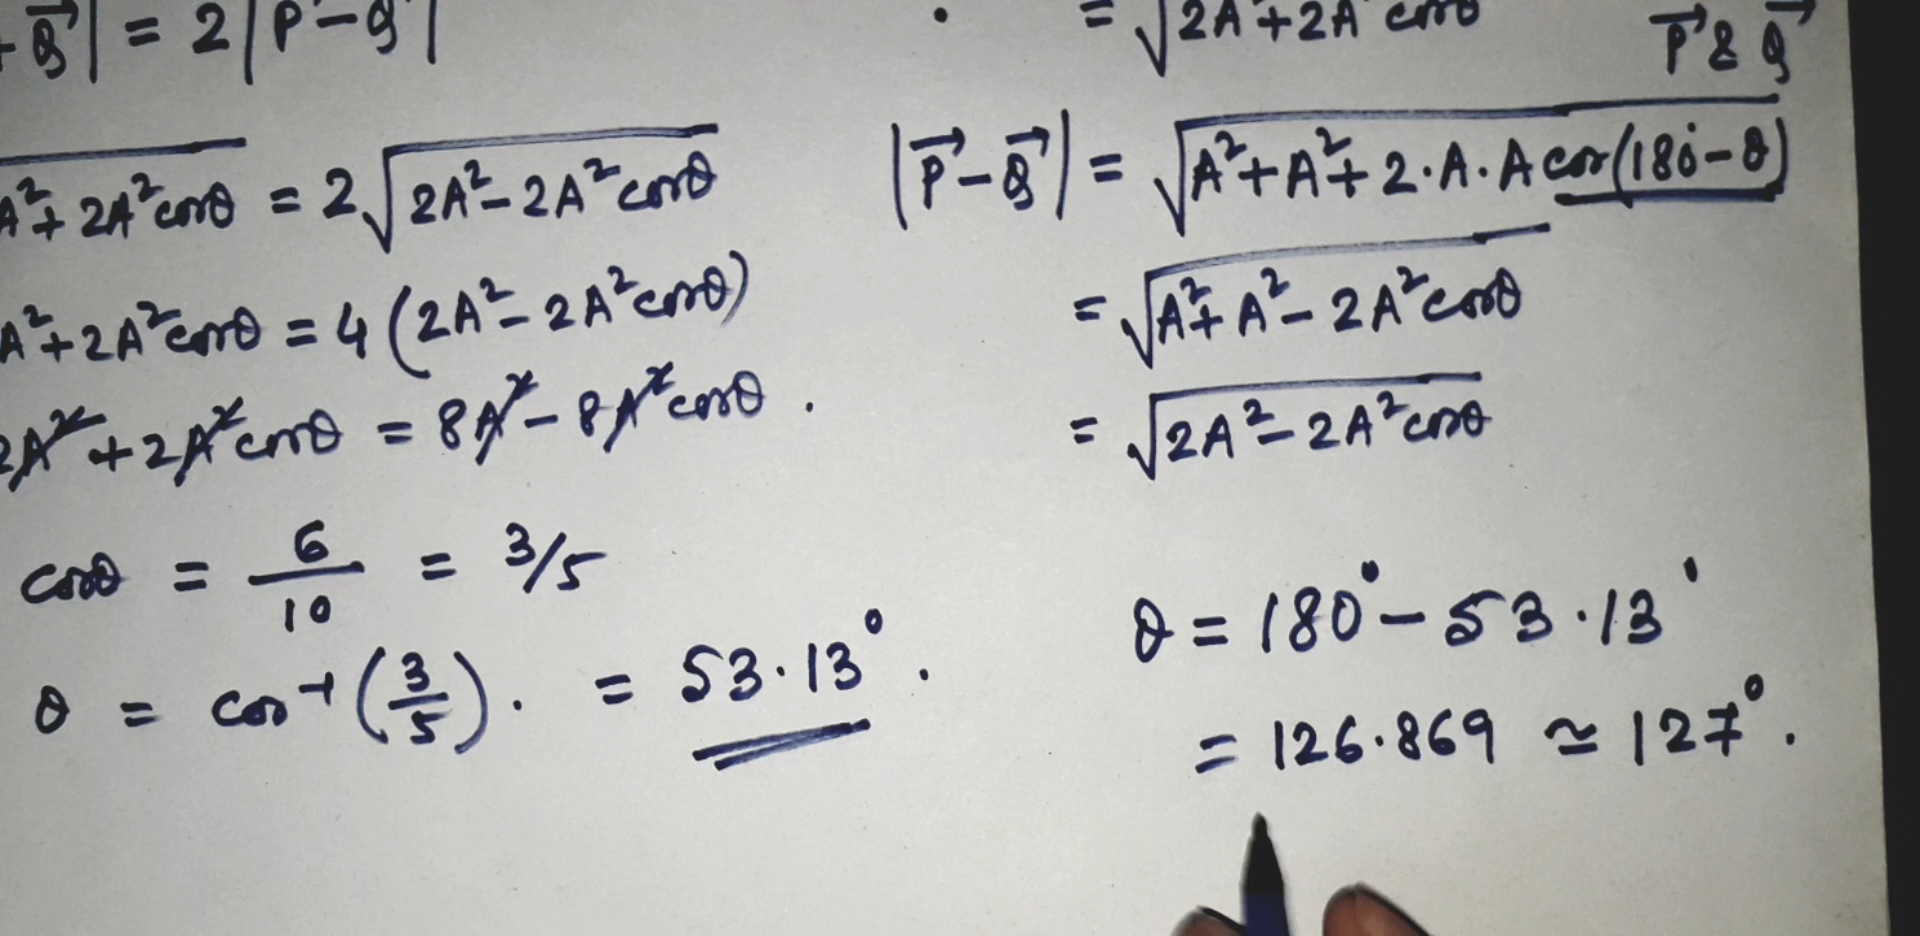 + Q⃗| = 2|P⃗ - Q⃗|
A² + 2A² cosθ = 2√(2A² - 2A² cosθ)
A² + 2A² cosθ = 4(2A² - 2A² cosθ)
2A² + 2A² cosθ = 8A² - 8A² cosθ.
cosθ = 6/10 = 3/5
θ = cos⁻¹(3/5). = 53.13°.
= √(2A² + 2A² cosθ)
P⃗ & Q⃗
|P⃗ - Q⃗| = √(A² + A² + 2·A·A cos(180° - θ))
= √(A² + A² - 2A² cosθ)
= √(2A² - 2A² cosθ)
θ = 180° - 53.13°
= 126.869 ≃ 127°.